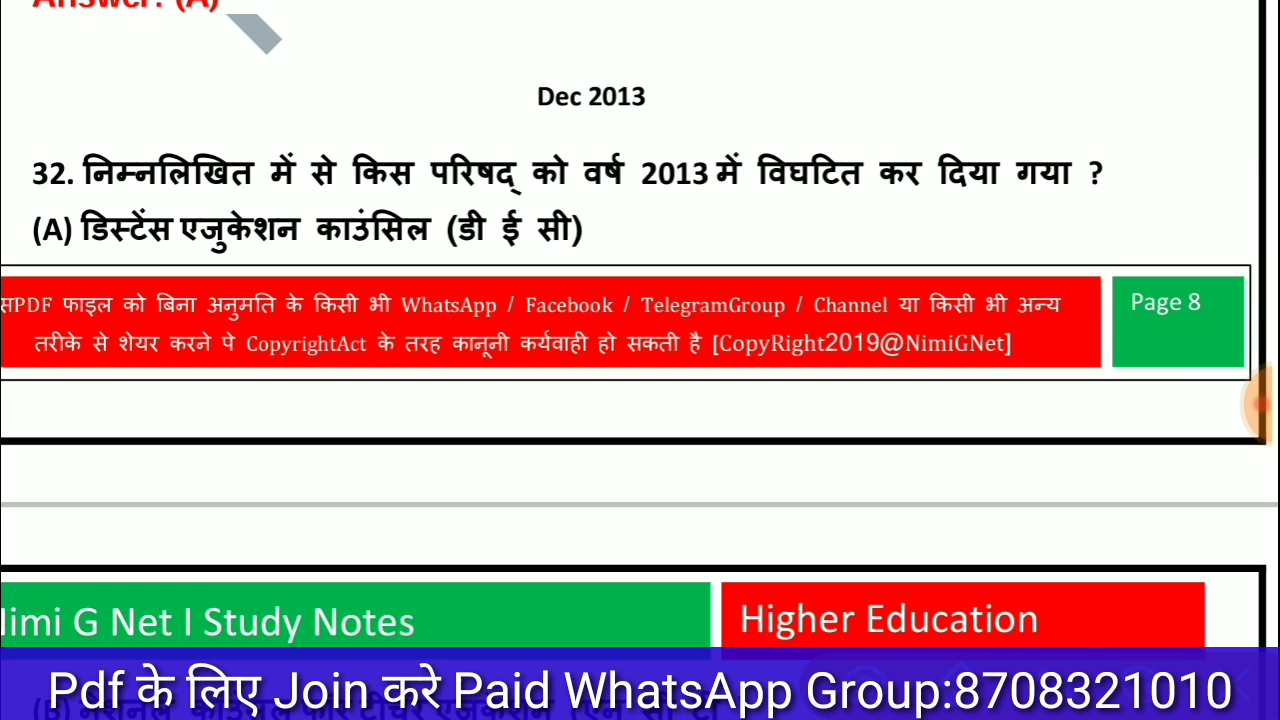 Answer: (A)
Dec 2013
32. निम्नलिखित में से किस परिषद् को वर्ष 2013 में विघटित कर दिया गया ?
(A) डिस्टेंस एजुकेशन काउंसिल (डी ई सी)
सPDF फाइल को बिना अनुमति के किसी भी WhatsApp / Facebook / TelegramGroup / Channel या किसी भी अन्य
तरीके से शेयर करने पे CopyrightAct के तरह कानूनी कर्यवाही हो सकती है [CopyRight2019@NimiGNet]
Page 8
imi G Net I Study Notes
Higher Education
Pdf के लिए Join करे Paid WhatsApp Group:8708321010